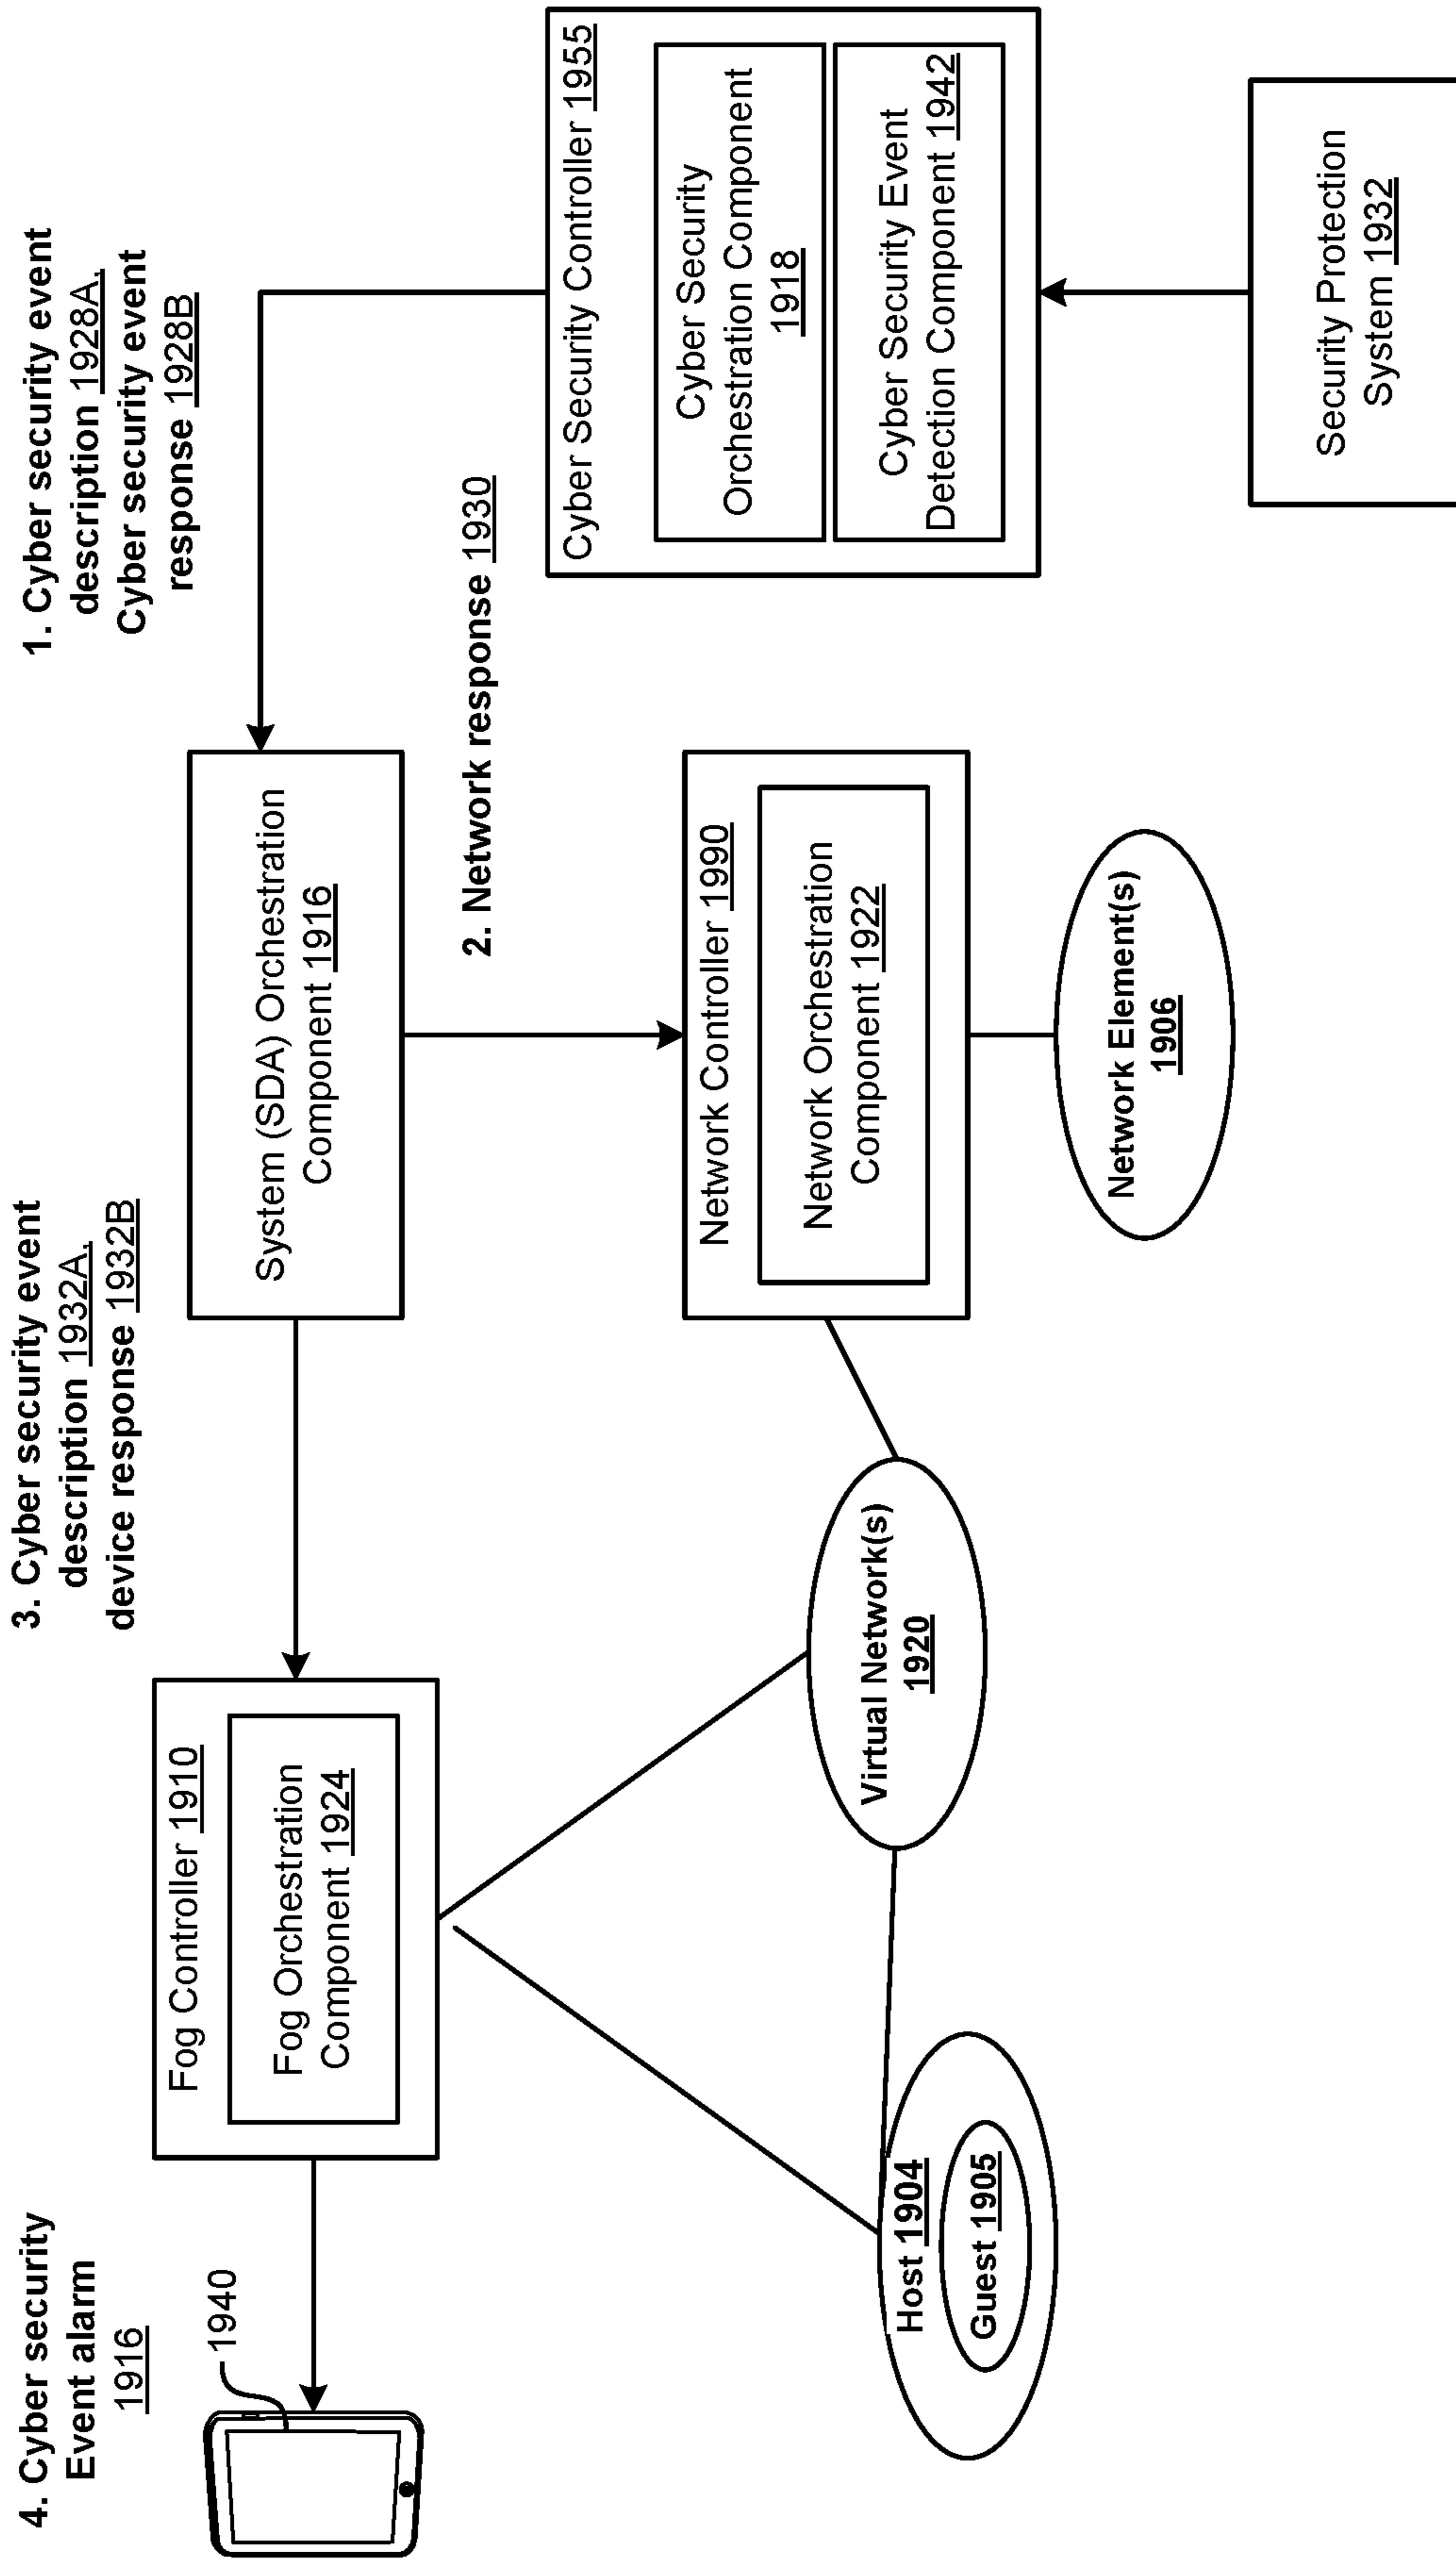 4. Cyber security
Event alarm
1916
1940
3. Cyber security event
description 1932A,
device response 1932B
1. Cyber security event
description 1928A,
Cyber security event
response 1928B
Fog Controller 1910
Fog Orchestration
Component 1924
System (SDA) Orchestration
Component 1916
2. Network response 1930
Cyber Security Controller 1955
Cyber Security
Orchestration Component
1918
Cyber Security Event
Detection Component 1942
Network Controller 1990
Network Orchestration
Component 1922
Host 1904
Guest 1905
Virtual Network(s)
1920
Network Element(s)
1906
Security Protection
System 1932